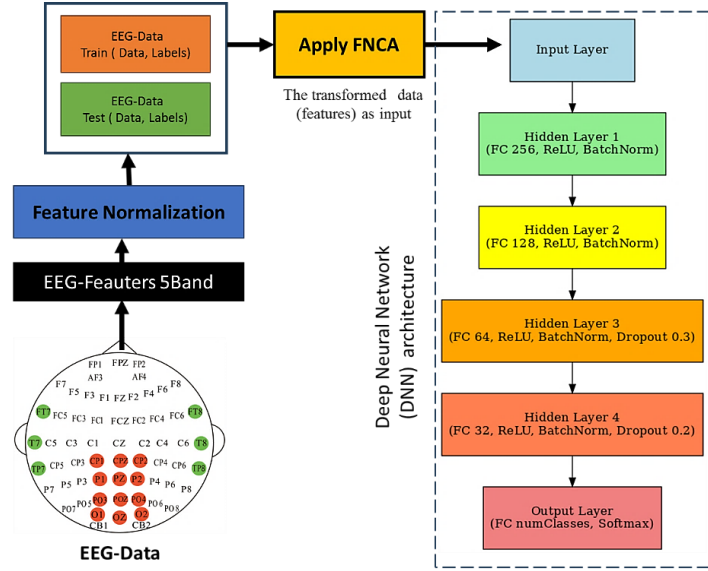 EEG-Data
Train ( Data, Labels)
EEG-Data
Test ( Data, Labels)
Apply FNCA
The transformed data
(features) as input
Feature Normalization
EEG-Feauters 5Band
FPZ
FP1 FP2
AF3 AF4
F7 F5 F3 F1 FZ F2 F4 F6 F8
FT7 FC5 FC3 FC1 FCZ FC2 FC4 FC6 FT8
T7 C5 C3 C1 CZ C2 C4 C6 T8
TP7 CP5 CP3 CP1 CPZ CP2 CP4 CP6 TP8
P7 P5 P3 P1 PZ P2 P4 P6 P8
PO7 PO5 PO3 POZ PO4 PO6 PO8
O1 OZ O2
CB1 CB2
EEG-Data
Deep Neural Network
(DNN) architecture
Input Layer
Hidden Layer 1
(FC 256, ReLU, BatchNorm)
Hidden Layer 2
(FC 128, ReLU, BatchNorm)
Hidden Layer 3
(FC 64, ReLU, BatchNorm, Dropout 0.3)
Hidden Layer 4
(FC 32, ReLU, BatchNorm, Dropout 0.2)
Output Layer
(FC numClasses, Softmax)